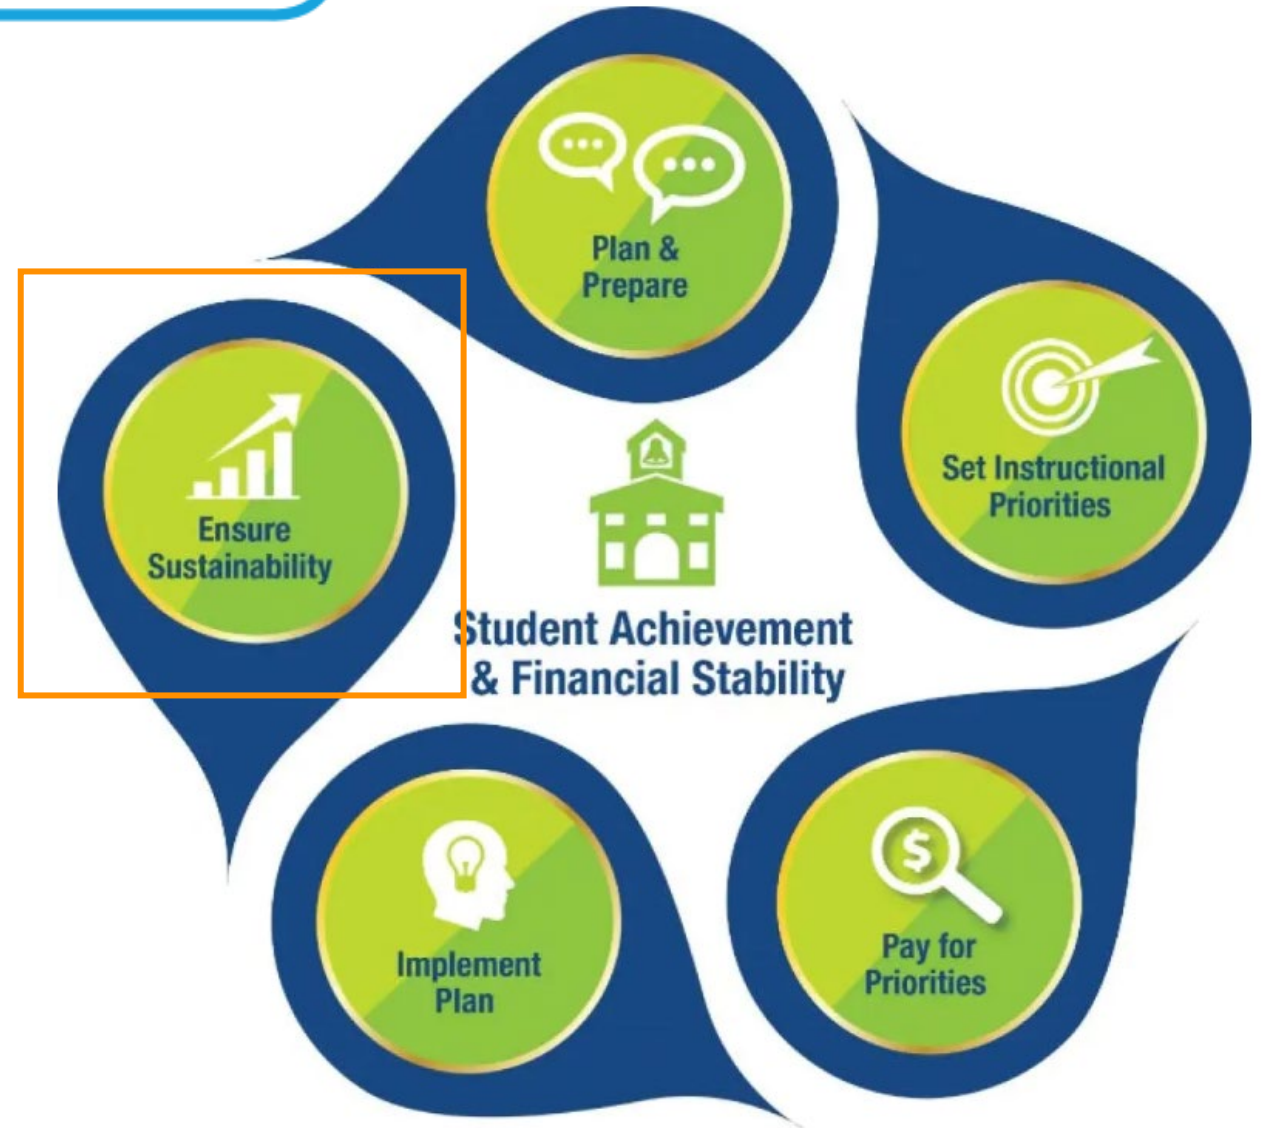 Plan &
Prepare
Set Instructional
Priorities
Ensure
Sustainability
Student Achievement
& Financial Stability
$
Pay for
Priorities
Implement
Plan